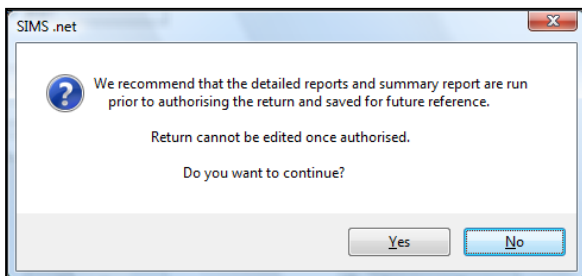 SIMS .net
We recommend that the detailed reports and summary report are run
prior to authorising the return and saved for future reference.
Return cannot be edited once authorised.
Do you want to continue?
Yes
No